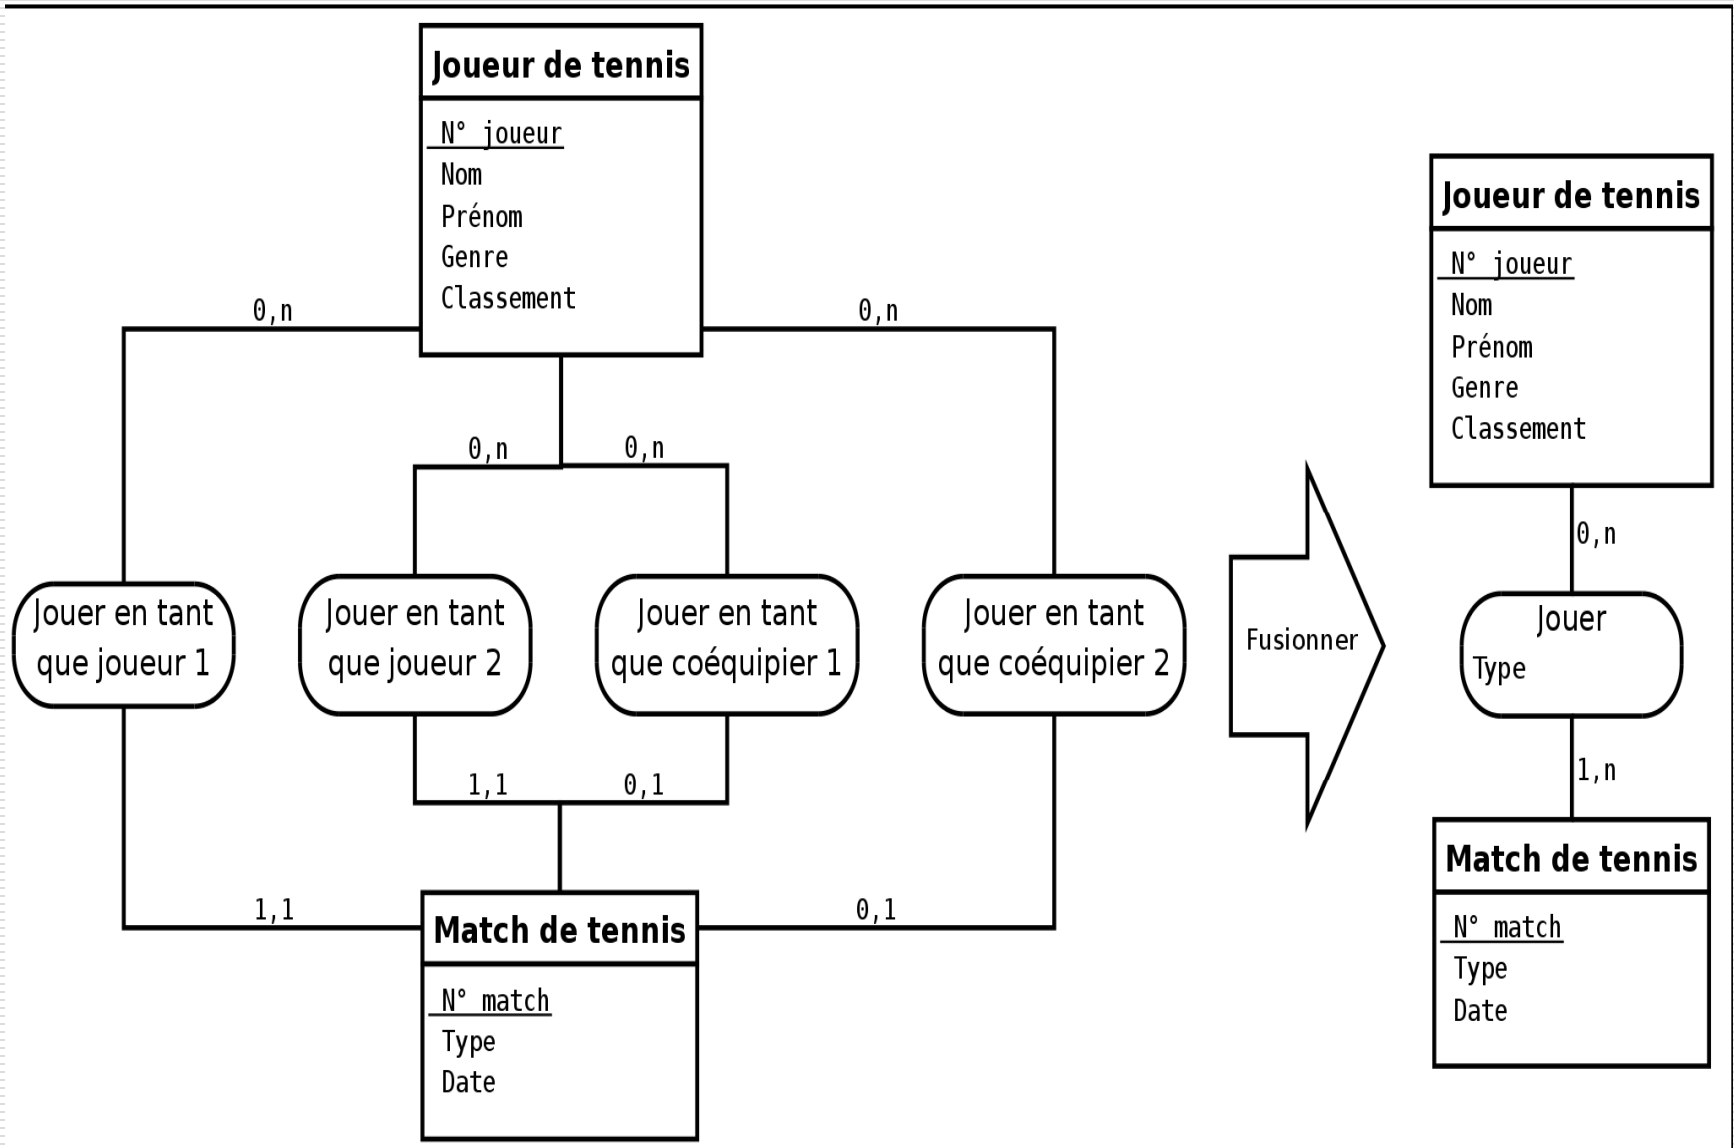 Joueur de tennis
N° joueur
Nom
Prénom
Genre
Classement
0,n
0,n
0,n
0,n
Jouer en tant
que joueur 1
Jouer en tant
que joueur 2
Jouer en tant
que coéquipier 1
Jouer en tant
que coéquipier 2
1,1
0,1
1,1
0,1
Match de tennis
N° match
Type
Date
Fusionner
Joueur de tennis
N° joueur
Nom
Prénom
Genre
Classement
0,n
Jouer
Type
1,n
Match de tennis
N° match
Type
Date